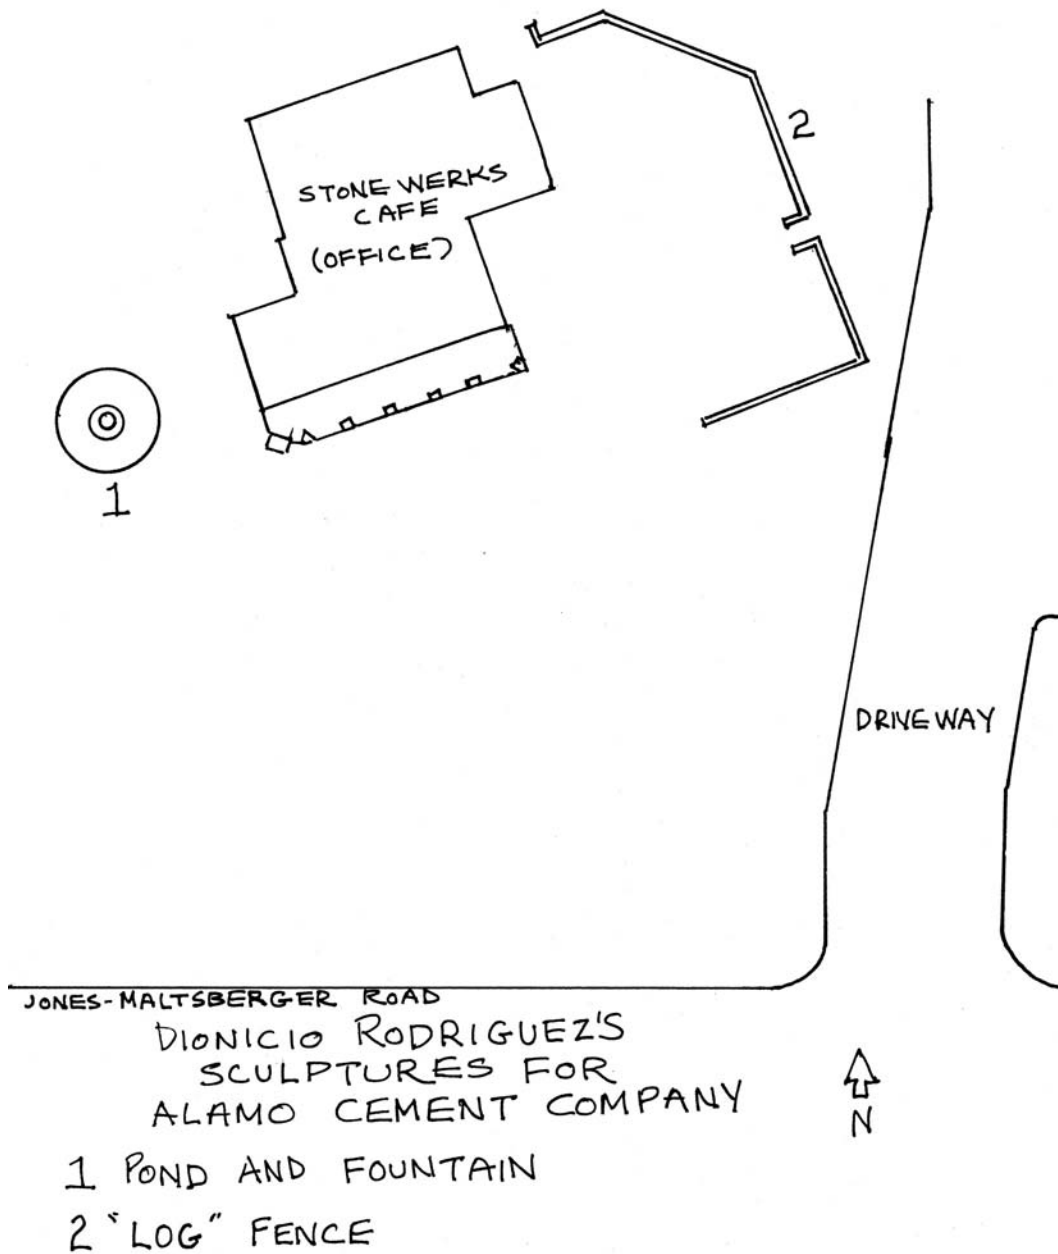 2
STONE WERKS
CAFE
(OFFICE)
1
DRIVEWAY
JONES-MALTSBERGER ROAD
DIONICIO RODRIGUEZ'S
SCULPTURES FOR
ALAMO CEMENT COMPANY
N
1 POND AND FOUNTAIN
2 "LOG" FENCE